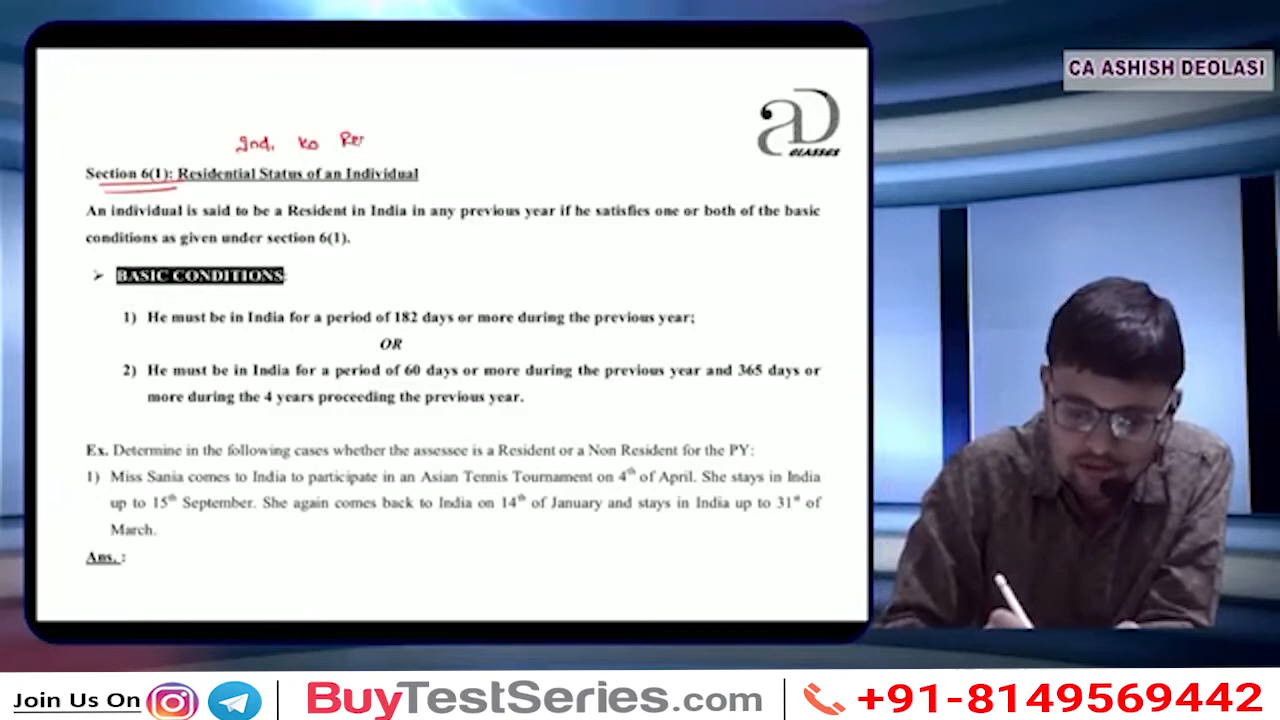 CA ASHISH DEOLASI
aD
CLASSES
Ind. Ko Rer
Section 6(1): Residential Status of an Individual
An individual is said to be a Resident in India in any previous year if he satisfies one or both of the basic
conditions as given under section 6(1).
➢ BASIC CONDITIONS:
1) He must be in India for a period of 182 days or more during the previous year;
OR
2) He must be in India for a period of 60 days or more during the previous year and 365 days or
more during the 4 years proceeding the previous year.
Ex. Determine in the following cases whether the assessee is a Resident or a Non Resident for the PY:
1) Miss Sania comes to India to participate in an Asian Tennis Tournament on 4th of April. She stays in India
up to 15th September. She again comes back to India on 14th of January and stays in India up to 31st of
March.
Ans. :
Join Us On BuyTestSeries.com +91-8149569442